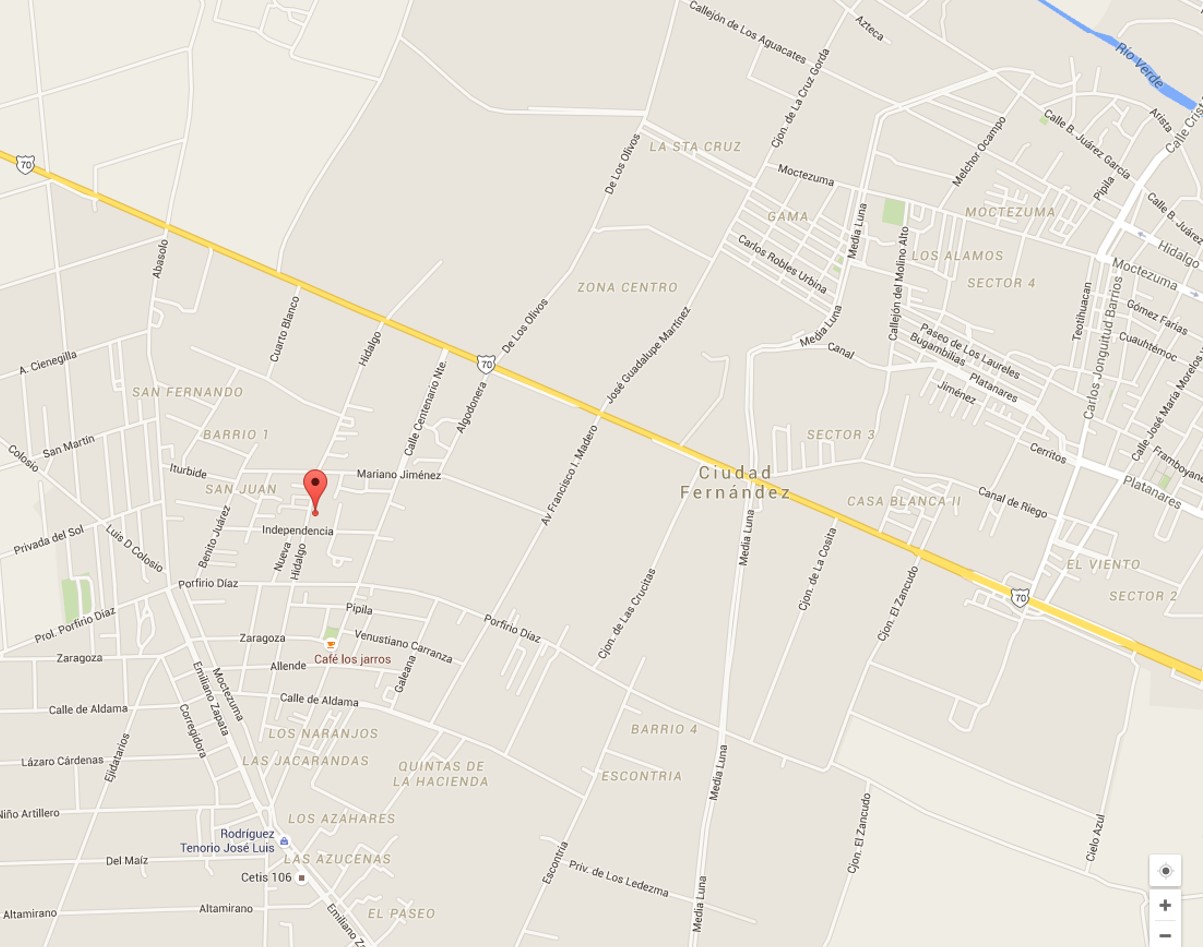 Callejón de Los Aguacates
Azteca
Río Verde
Arista
Calle Cris
Cjon. de La Cruz Gorda
Calle B. Juárez García
Melchor Ocampo
LA STA CRUZ
De Los Olivos
70
Moctezuma
Pipila
Calle B. Juárez
GAMA
MOCTEZUMA
Media Luna
Hidalgo
Carlos Robles Urbina
Callejón del Molino Alto
LOS ALAMOS
Abasolo
Moctezuma
SECTOR 4
ZONA CENTRO
Teotihuacan
Carlos Jonguitud Barrios
Gómez Farias
Cuarto Blanco
De Los Olivos
José Guadalupe Martínez
Media Luna
Hidalgo
Paseo de Los Laureles
Cuauhtémoc
A. Cienegilla
Canal
Bugambilias
70
Platanares
Calle José María Morelos
SAN FERNANDO
Calle Centenario Nte.
Algodonera
Jiménez
BARRIO 1
SECTOR 3
San Martín
Av Francisco I. Madero
Cerritos
Framboyane
Colosio
Iturbide
Mariano Jiménez
Ciudad
Fernández
SAN JUAN
CASA BLANCA II
Canal de Riego
Platanares
Benito Juárez
Independencia
Privada del Sol
Luis D Colosio
Media Luna
Nueva
Hidalgo
Cjon. de La Cosita
EL VIENTO
Porfirio Díaz
Cjon. de Las Crucitas
Cjon. El Zancudo
70
SECTOR 2
Prol. Porfirio Díaz
Pipila
Porfirio Díaz
Zaragoza
Venustiano Carranza
Zaragoza
Café los jarros
Allende
Galeana
Emiliano Zapata
Moctezuma
Calle de Aldama
Calle de Aldama
Corregidora
LOS NARANJOS
BARRIO 4
Ejidatarios
Lázaro Cárdenas
LAS JACARANDAS
QUINTAS DE
LA HACIENDA
Media Luna
ESCONTRIA
Niño Artillero
LOS AZAHARES
Rodríguez
Tenorio José Luis
Cjon. El Zancudo
Cielo Azul
Del Maíz
LAS AZUCENAS
Escontria
Priv. de Los Ledezma
Cetis 106
Altamirano
Altamirano
Emiliano Za
EL PASEO
Media Luna